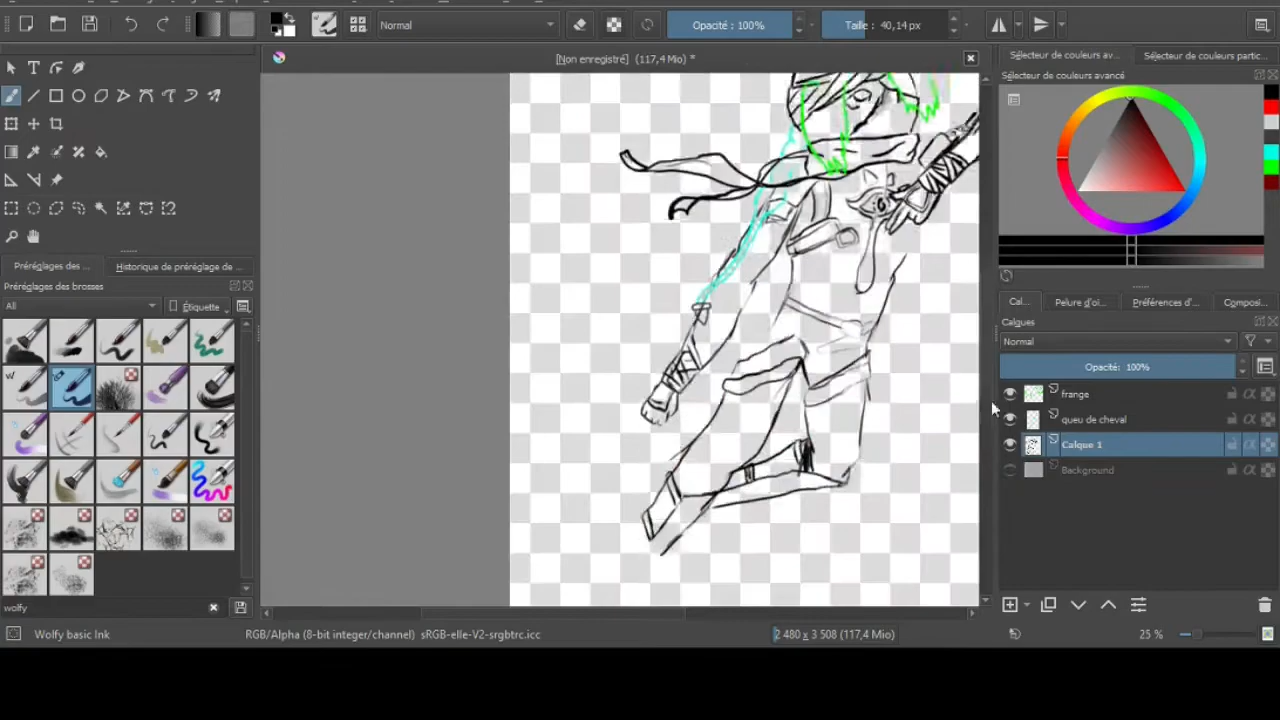 Normal
Opacité : 100%
Taille : 40,14 px
[Non enregistré] (117,4 Mio) *
Sélecteur de couleurs av...
Sélecteur de couleurs partic...
Sélecteur de couleurs avancé
Préréglages des ...
Historique de préréglage de ...
Préréglages des brosses
All
Étiquette
Cal...
Pelure d'oi...
Préférences d'...
Composi...
Calques
Normal
Opacité: 100%
frange
queu de cheval
Calque 1
Background
wolfy
Wolfy basic Ink
RGB/Alpha (8-bit integer/channel) sRGB-elle-V2-srgbtrc.icc
2 480 x 3 508 (117,4 Mio)
25 %